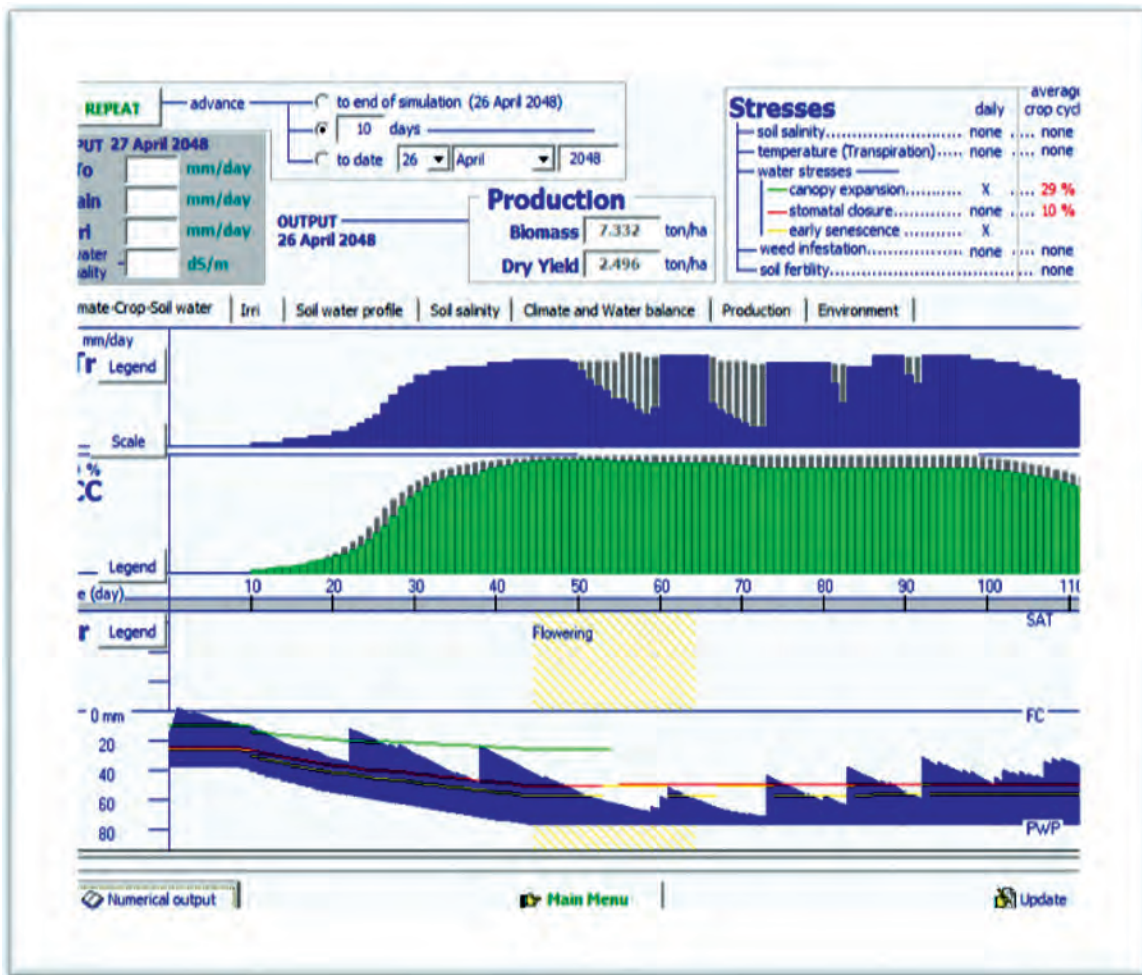 REPEAT
advance
to end of simulation (26 April 2048)
10 days
to date 26 April 2048
PUT 27 April 2048
To mm/day
ain mm/day
ri mm/day
water
ality dS/m
OUTPUT
26 April 2048
Production
Biomass 7.332 ton/ha
Dry Yield 2.496 ton/ha
averag
Stresses daily crop cycl
soil salinity............... none .... none
temperature (Transpiration)..... none .... none
water stresses
canopy expansion............ X .... 29 %
stomatal closure............. none .... 10 %
early senescence ............ X
weed infestation............. none .... none
soil fertility.................................... none
mate-Crop-Soil water Irri Soil water profile Soil salinity Climate and Water balance Production Environment
mm/day
Tr Legend
Scale
%
CC
Legend
e (day) 10 20 30 40 50 60 70 80 90 100 110
r Legend
SAT
Flowering
0 mm
FC
20
40
60
80
PWP
Numerical output Main Menu Update